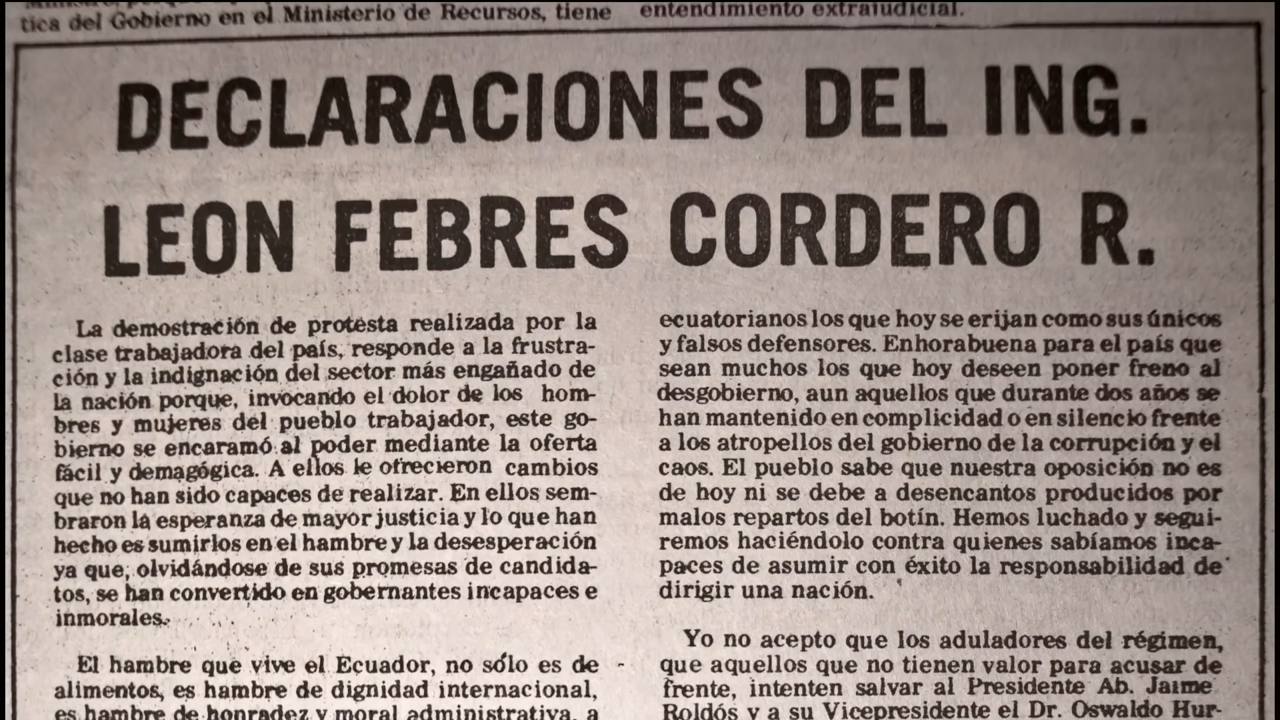 tica del Gobierno en el Ministerio de Recursos, tiene
entendimiento extrajudicial.
DECLARACIONES DEL ING.
LEON FEBRES CORDERO R.
La demostración de protesta realizada por la
clase trabajadora del país, responde a la frustra-
ción y la indignación del sector más engañado de
la nación porque, invocando el dolor de los hom-
bres y mujeres del pueblo trabajador, este go-
bierno se encaramó al poder mediante la oferta
fácil y demagógica. A ellos le ofrecieron cambios
que no han sido capaces de realizar. En ellos sem-
braron la esperanza de mayor justicia y lo que han
hecho es sumirlos en el hambre y la desesperación
ya que, olvidándose de sus promesas de candida-
tos, se han convertido en gobernantes incapaces e
inmorales.
El hambre que vive el Ecuador, no sólo es de
alimentos, es hambre de dignidad internacional,
es hambre de honradez y moral administrativa, a
ecuatorianos los que hoy se erijan como sus únicos
y falsos defensores. Enhorabuena para el país que
sean muchos los que hoy deseen poner freno al
desgobierno, aun aquellos que durante dos años se
han mantenido en complicidad o en silencio frente
a los atropellos del gobierno de la corrupción y el
caos. El pueblo sabe que nuestra oposición no es
de hoy ni se debe a desencantos producidos por
malos repartos del botín. Hemos luchado y segui-
remos haciéndolo contra quienes sabíamos inca-
paces de asumir con éxito la responsabilidad de
dirigir una nación.
Yo no acepto que los aduladores del régimen,
que aquellos que no tienen valor para acusar de
frente, intenten salvar al Presidente Ab. Jaime
Roldós y a su Vicepresidente el Dr. Oswaldo Hur-